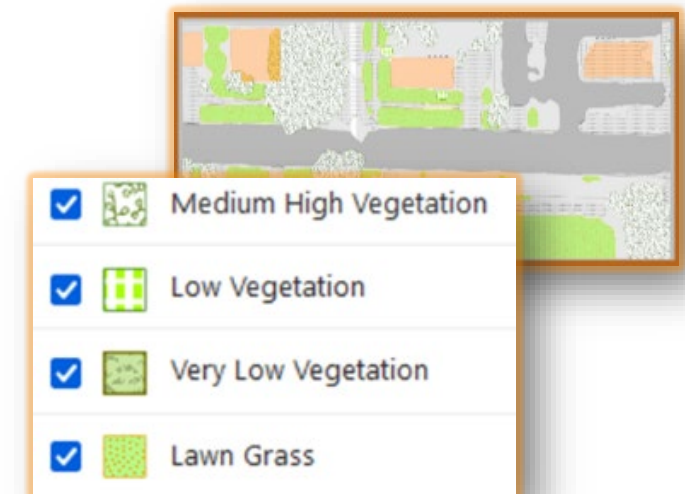 Medium High Vegetation
Low Vegetation
Very Low Vegetation
Lawn Grass